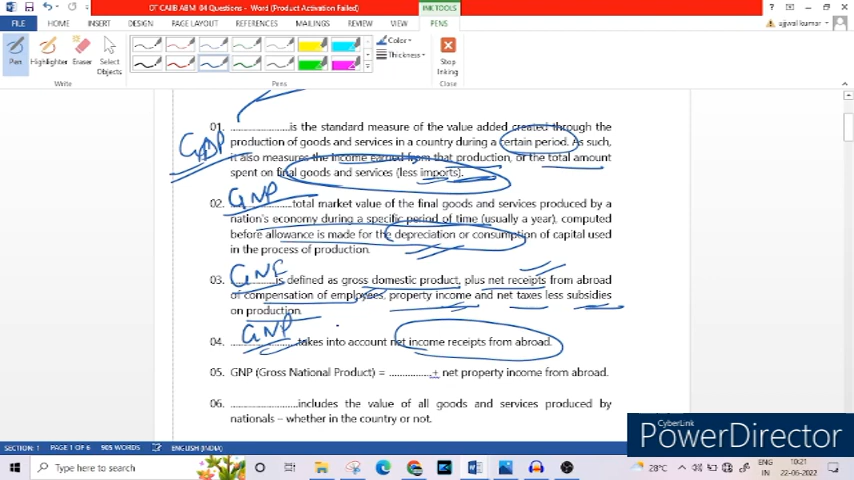 DT CAIIB ABM 04 Questions - Word (Product Activation Failed)
INK TOOLS
FILE HOME INSERT DESIGN PAGE LAYOUT REFERENCES MAILINGS REVIEW VIEW PENS
ujjwal kumar
Pen Highlighter Eraser Select Objects
Color
Thickness
Stop Inking
Write Pens Close
01. ......................is the standard measure of the value added created through the
production of goods and services in a country during a certain period. As such,
it also measures the income earned from that production, or the total amount
spent on final goods and services (less imports).
GDP
GNP
02. ....................total market value of the final goods and services produced by a
nation's economy during a specific period of time (usually a year), computed
before allowance is made for the depreciation or consumption of capital used
in the process of production.
03. ................is defined as gross domestic product, plus net receipts from abroad
of compensation of employees, property income and net taxes less subsidies
on production.
GNP
04. ........................takes into account net income receipts from abroad.
05. GNP (Gross National Product) = ...............+ net property income from abroad.
06. ........................includes the value of all goods and services produced by
nationals – whether in the country or not.
CyberLink
PowerDirector
SECTION: 1 PAGE 1 OF 6 905 WORDS ENGLISH (INDIA)
Type here to search
28°C
ENG
IN
10:21
22-06-2022